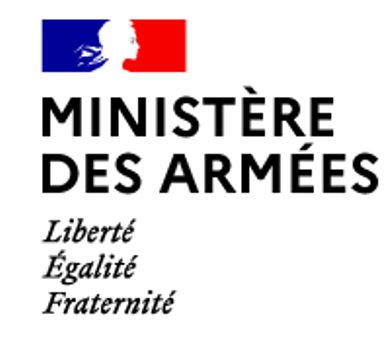 MINISTÈRE
DES ARMÉES
Liberté
Égalité
Fraternité